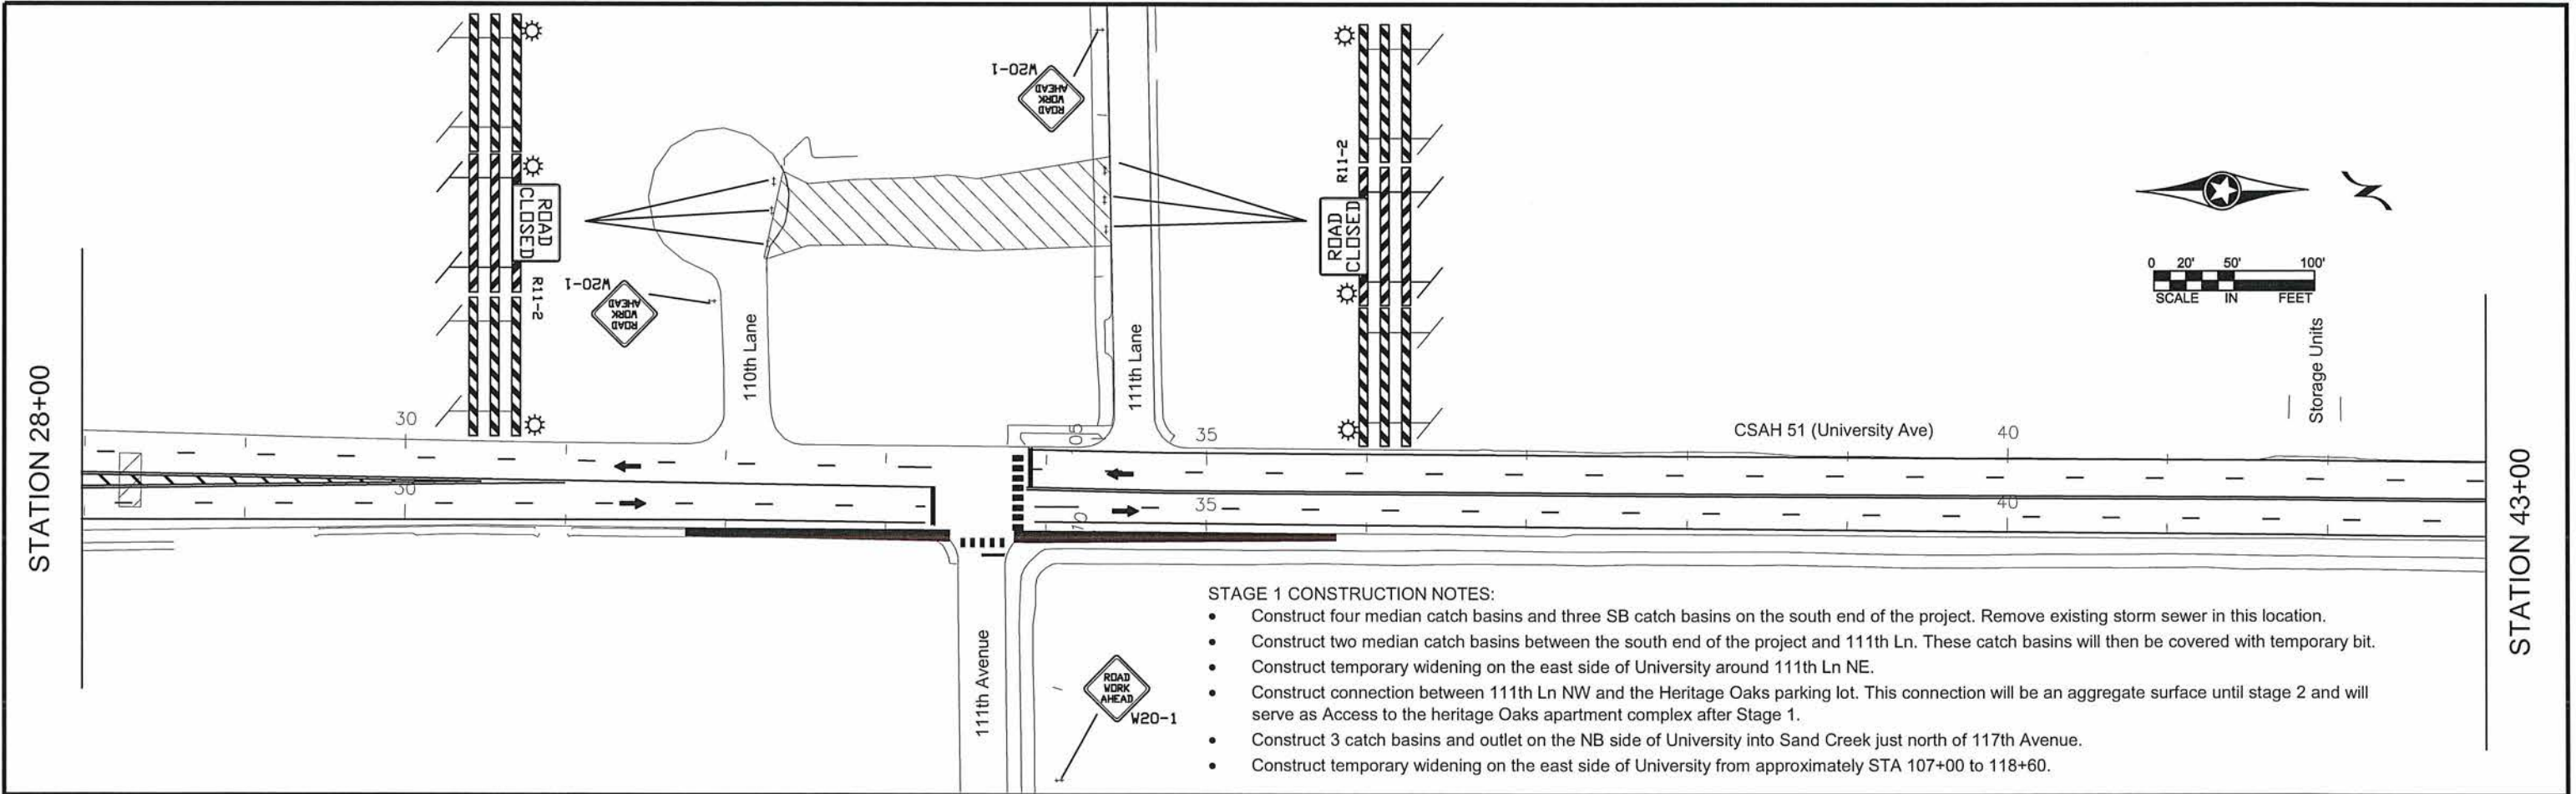 STATION 28+00
W20-1
ROAD
WORK
AHEAD
ROAD
CLOSED
R11-2
W20-1
ROAD
WORK
AHEAD
110th Lane
111th Lane
R11-2
ROAD
CLOSED
0 20' 50' 100'
SCALE IN FEET
Storage Units
CSAH 51 (University Ave)
30
35
40
30
35
40
STATION 43+00
111th Avenue
ROAD
WORK
AHEAD
W20-1
STAGE 1 CONSTRUCTION NOTES:
• Construct four median catch basins and three SB catch basins on the south end of the project. Remove existing storm sewer in this location.
• Construct two median catch basins between the south end of the project and 111th Ln. These catch basins will then be covered with temporary bit.
• Construct temporary widening on the east side of University around 111th Ln NE.
• Construct connection between 111th Ln NW and the Heritage Oaks parking lot. This connection will be an aggregate surface until stage 2 and will
serve as Access to the heritage Oaks apartment complex after Stage 1.
• Construct 3 catch basins and outlet on the NB side of University into Sand Creek just north of 117th Avenue.
• Construct temporary widening on the east side of University from approximately STA 107+00 to 118+60.